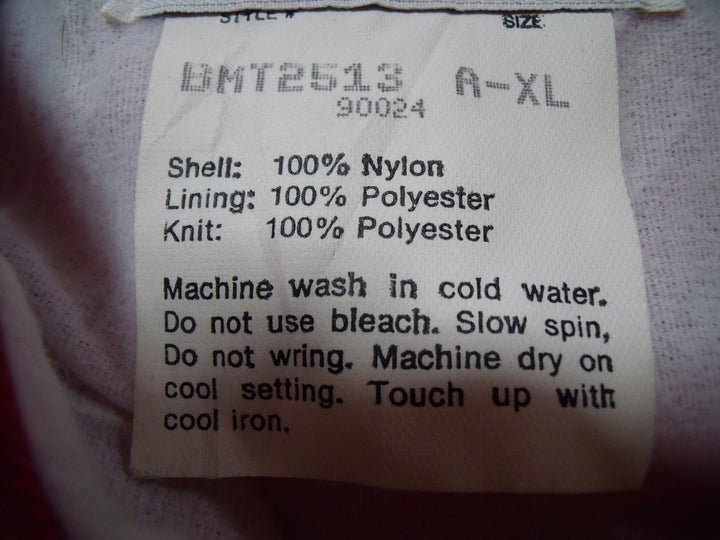 STYLE # SIZE
BMT2513 A-XL
90024
Shell: 100% Nylon
Lining: 100% Polyester
Knit: 100% Polyester
Machine wash in cold water.
Do not use bleach. Slow spin,
Do not wring. Machine dry on
cool setting. Touch up with
cool iron.